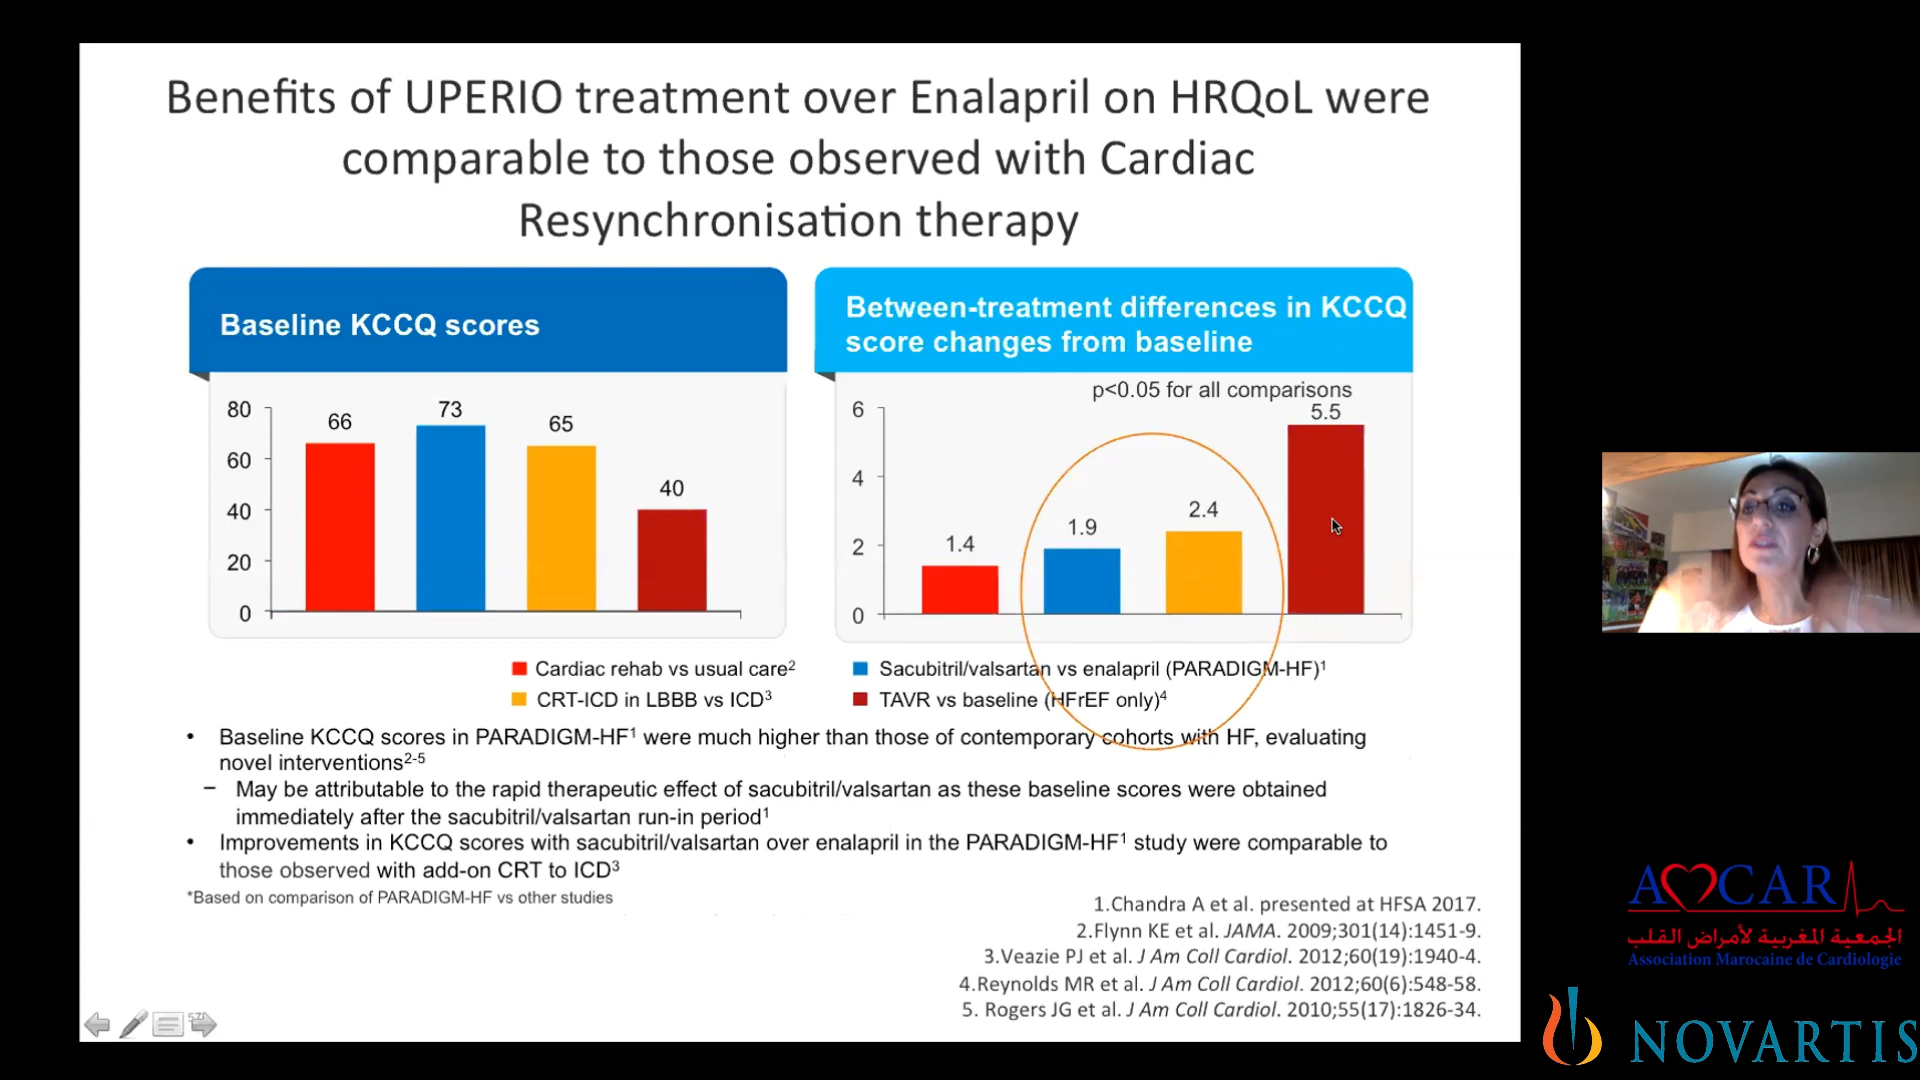 Benefits of UPERIO treatment over Enalapril on HRQoL were
comparable to those observed with Cardiac
Resynchronisation therapy
Baseline KCCQ scores
80
60
40
20
0
66
73
65
40
Between-treatment differences in KCCQ
score changes from baseline
p<0.05 for all comparisons
6
4
2
0
1.4
1.9
2.4
5.5
Cardiac rehab vs usual care²
Sacubitril/valsartan vs enalapril (PARADIGM-HF)¹
CRT-ICD in LBBB vs ICD³
TAVR vs baseline (HFrEF only)⁴
• Baseline KCCQ scores in PARADIGM-HF¹ were much higher than those of contemporary cohorts with HF, evaluating
novel interventions²⁻⁵
– May be attributable to the rapid therapeutic effect of sacubitril/valsartan as these baseline scores were obtained
immediately after the sacubitril/valsartan run-in period¹
• Improvements in KCCQ scores with sacubitril/valsartan over enalapril in the PARADIGM-HF¹ study were comparable to
those observed with add-on CRT to ICD³
*Based on comparison of PARADIGM-HF vs other studies
1.Chandra A et al. presented at HFSA 2017.
2.Flynn KE et al. JAMA. 2009;301(14):1451-9.
3.Veazie PJ et al. J Am Coll Cardiol. 2012;60(19):1940-4.
4.Reynolds MR et al. J Am Coll Cardiol. 2012;60(6):548-58.
5. Rogers JG et al. J Am Coll Cardiol. 2010;55(17):1826-34.
AMCAR
الجمعية المغربية لأمراض القلب
Association Marocaine de Cardiologie
NOVARTIS